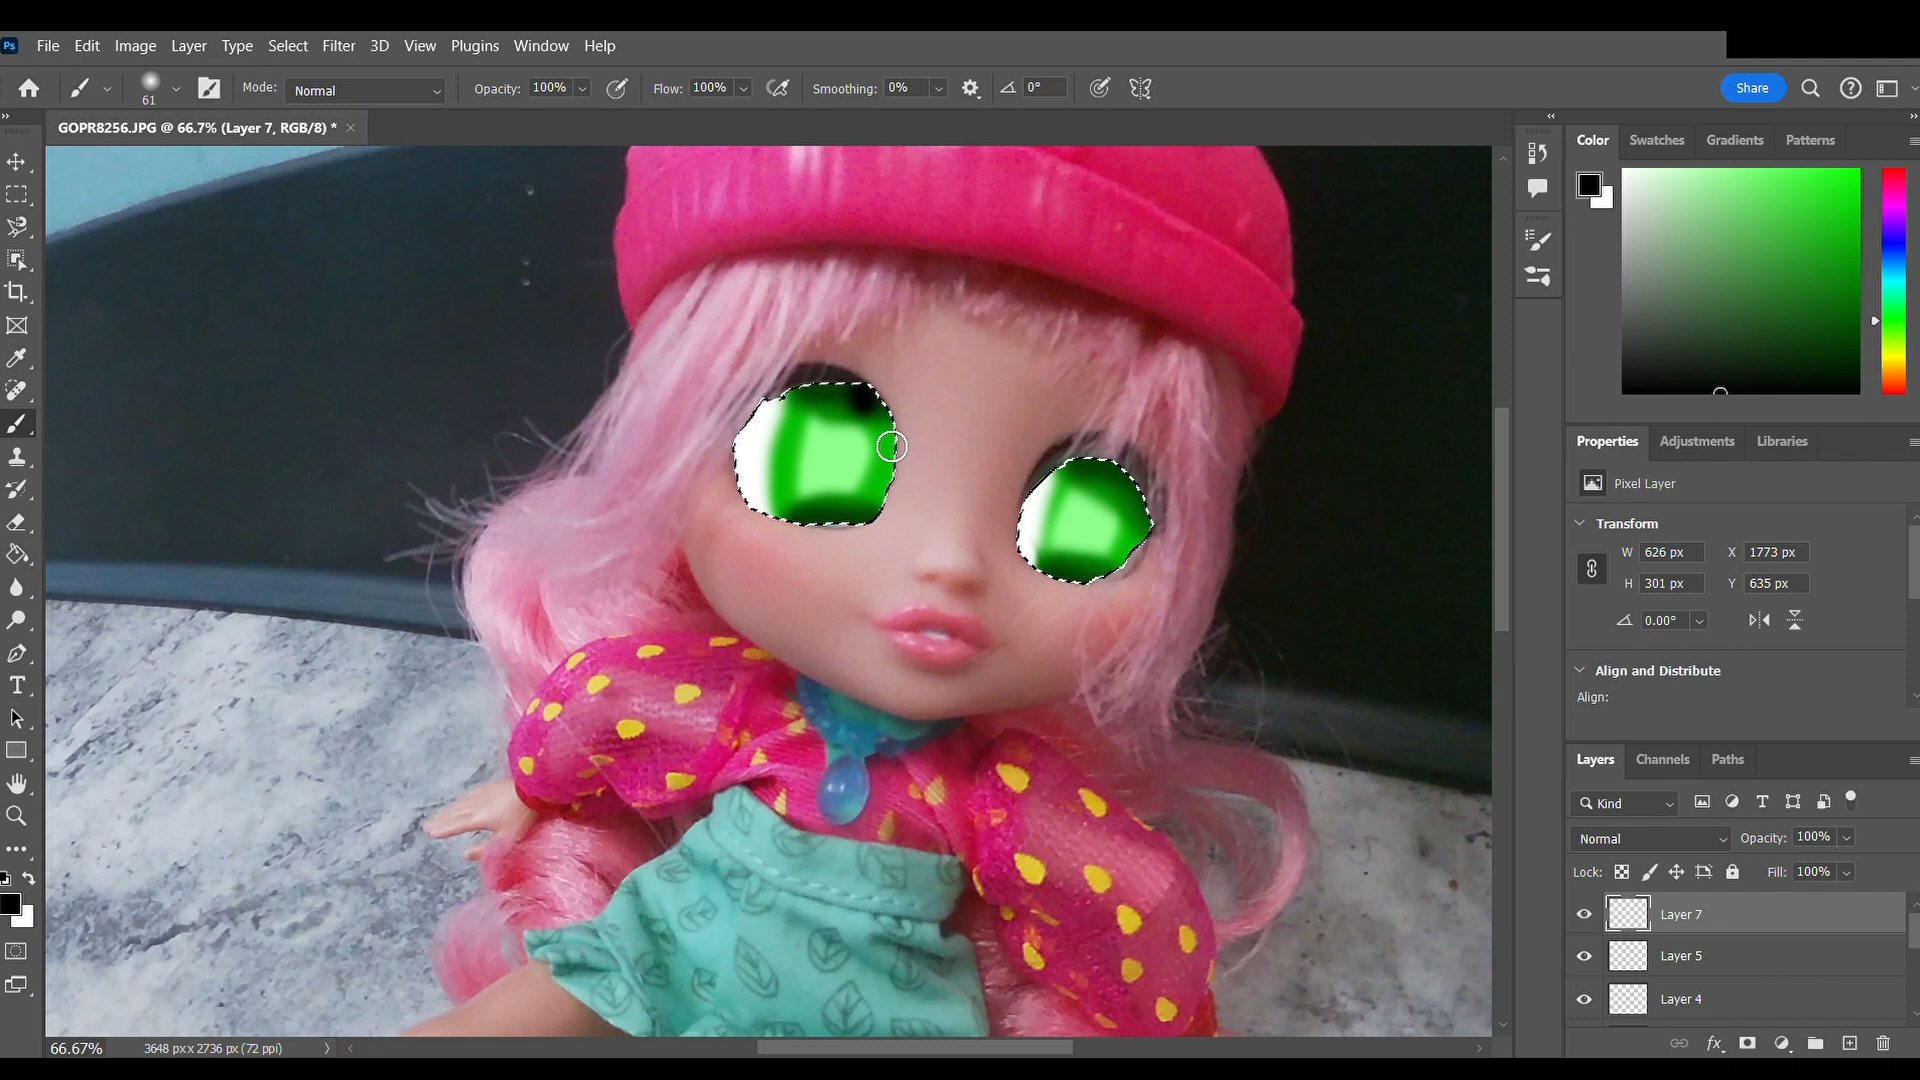 Ps File Edit Image Layer Type Select Filter 3D View Plugins Window Help
61 Mode: Normal Opacity: 100% Flow: 100% Smoothing: 0% 0° Share
GOPR8256.JPG @ 66.7% (Layer 7, RGB/8) *
Color Swatches Gradients Patterns
Properties Adjustments Libraries
Pixel Layer
Transform
W 626 px X 1773 px
H 301 px Y 635 px
0.00°
Align and Distribute
Align:
Layers Channels Paths
Kind
Normal Opacity: 100%
Lock: Fill: 100%
Layer 7
Layer 5
Layer 4
fx
66.67% 3648 px x 2736 px (72 ppi)